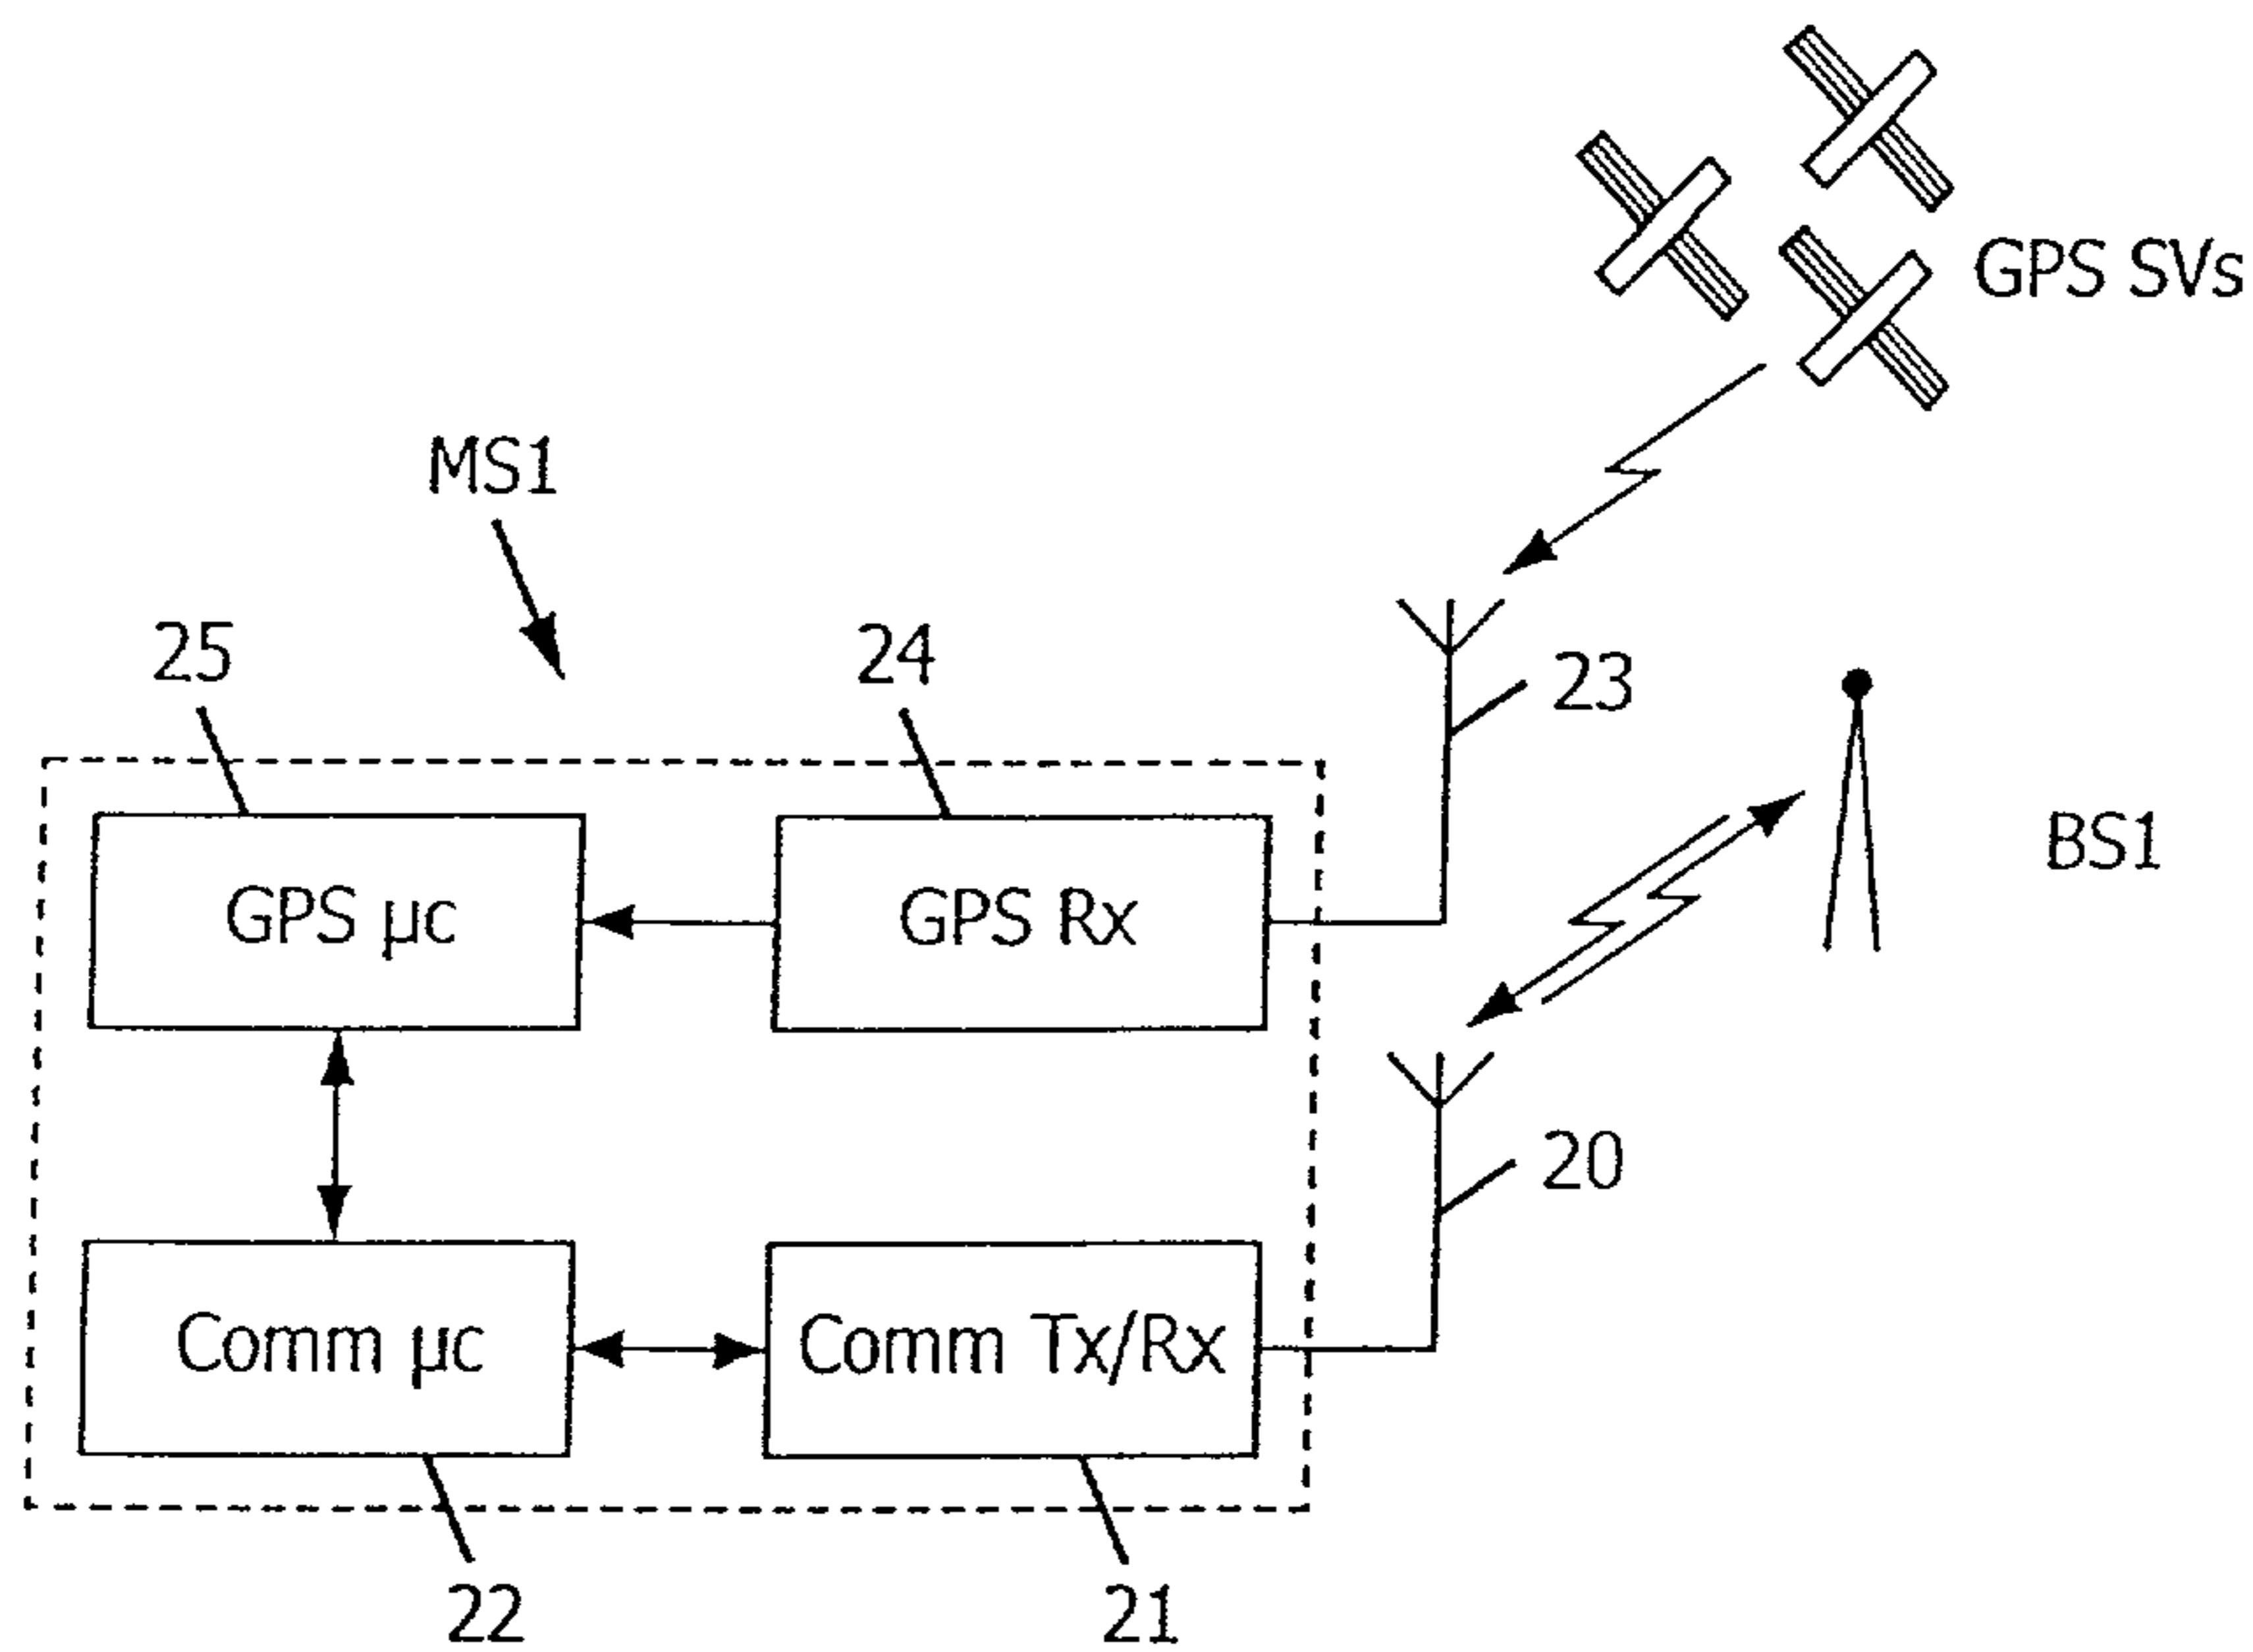 GPS SVs
MS1
25
24
23
GPS µc
GPS Rx
BS1
20
Comm µc
Comm Tx/Rx
22
21